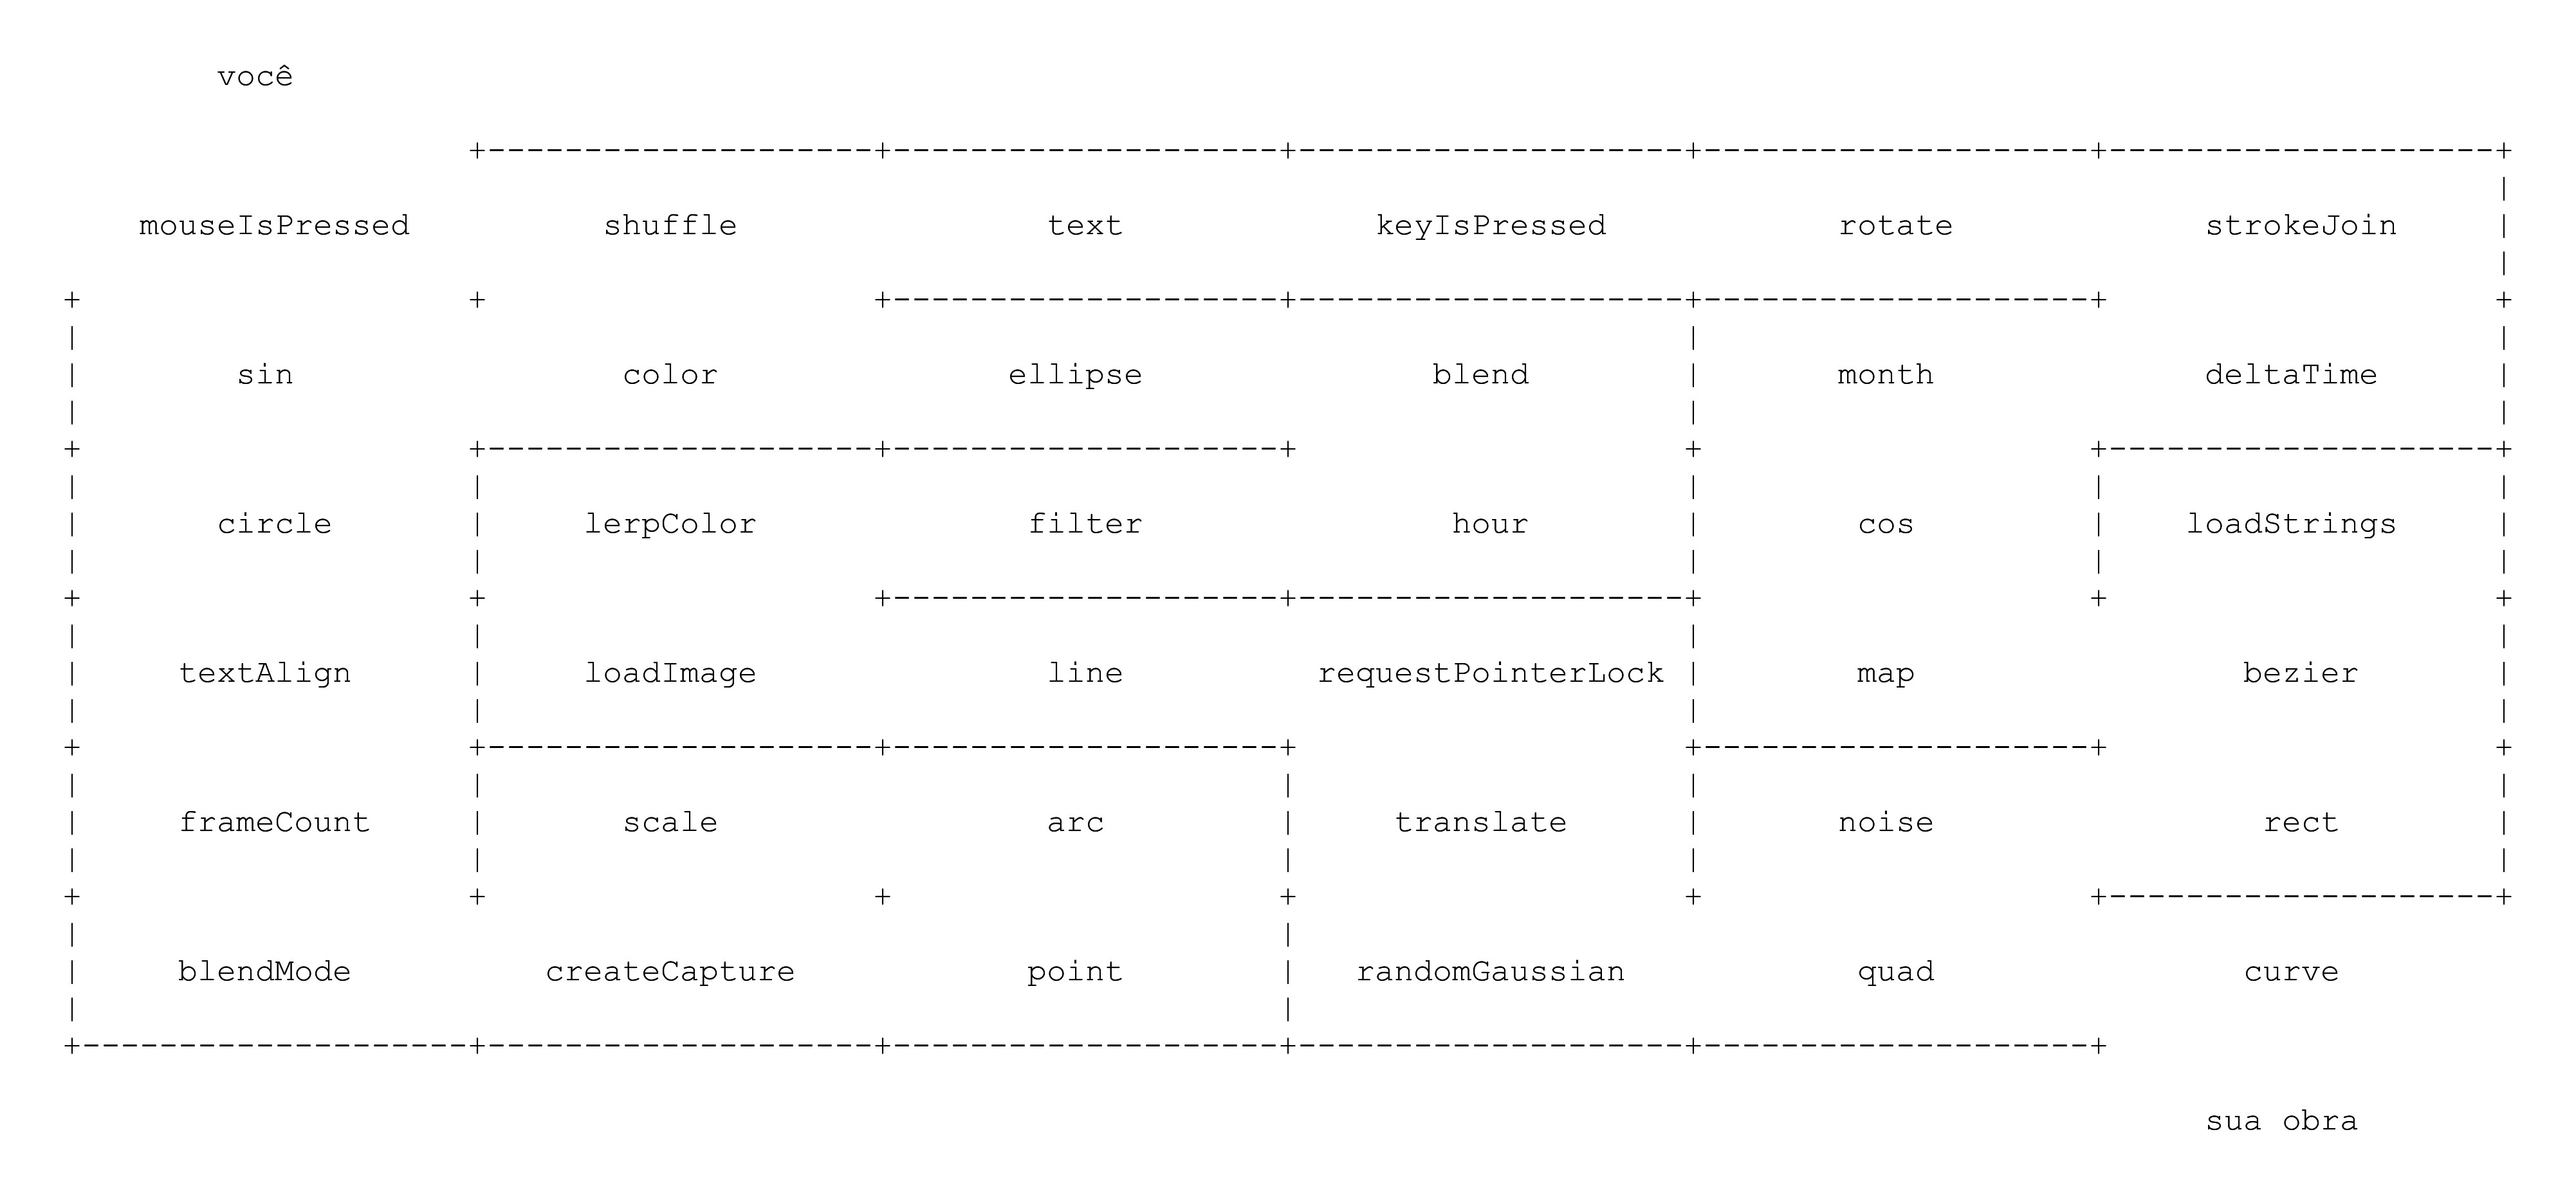 você
mouseIsPressed shuffle text keyIsPressed rotate strokeJoin
sin color ellipse blend month deltaTime
circle lerpColor filter hour cos loadStrings
textAlign loadImage line requestPointerLock map bezier
frameCount scale arc translate noise rect
blendMode createCapture point randomGaussian quad curve
sua obra